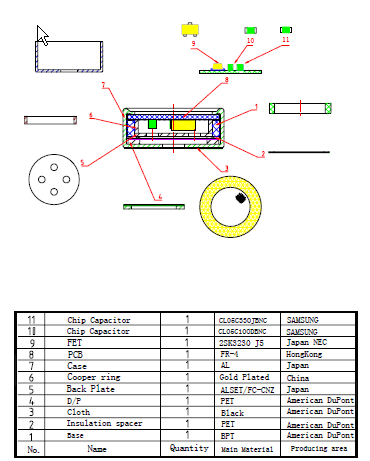 9
10
11
7
8
6
1
5
2
3
4
11 Chip Capacitor 1 CL05C330JBNC SAMSUNG
10 Chip Capacitor 1 CL05C100DBNC SAMSUNG
9 FET 1 2SK3230 J5 Japan NEC
8 PCB 1 FR-4 HongKong
7 Case 1 AL Japan
6 Cooper ring 1 Gold Plated China
5 Back Plate 1 ALSET/FC-CNZ Japan
4 D/P 1 PET American DuPont
3 Cloth 1 Black American DuPont
2 Insulation spacer 1 PET American DuPont
1 Base 1 BPT American DuPont
No. Name Quantity Main Material Producing area